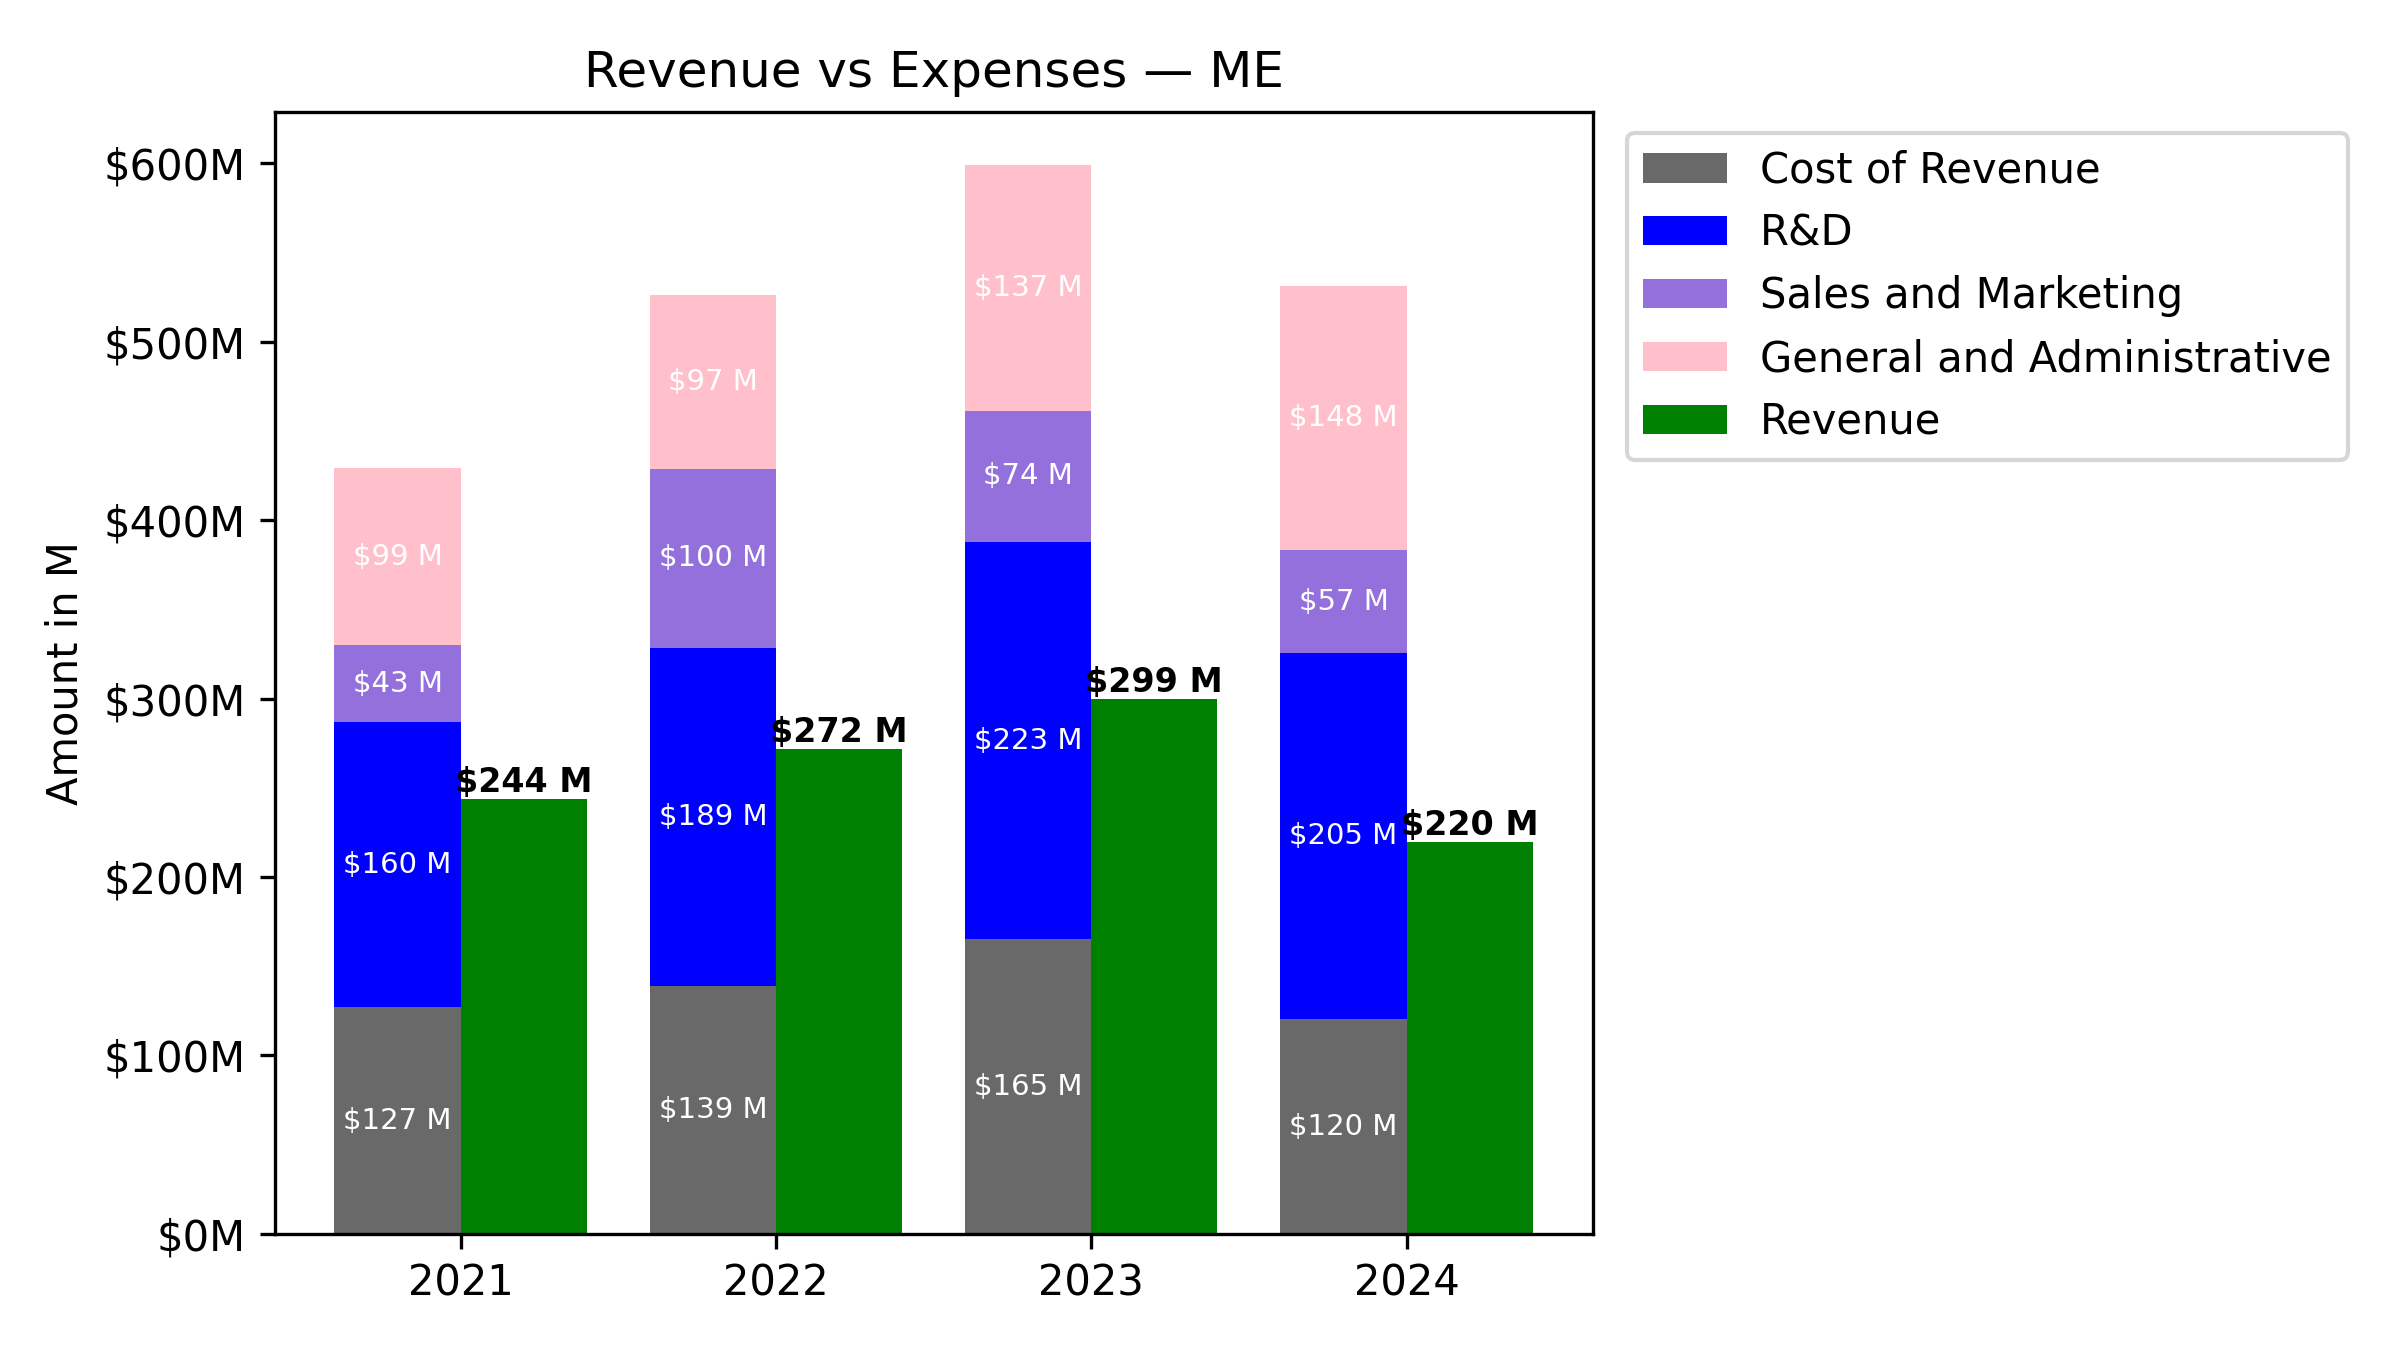 Revenue vs Expenses — ME
Amount in M
$600M
$500M
$400M
$300M
$200M
$100M
$0M
$99 M
$43 M
$160 M
$127 M
$244 M
$97 M
$100 M
$189 M
$139 M
$272 M
$137 M
$74 M
$223 M
$165 M
$299 M
$148 M
$57 M
$205 M
$120 M
$220 M
2021
2022
2023
2024
Cost of Revenue
R&D
Sales and Marketing
General and Administrative
Revenue